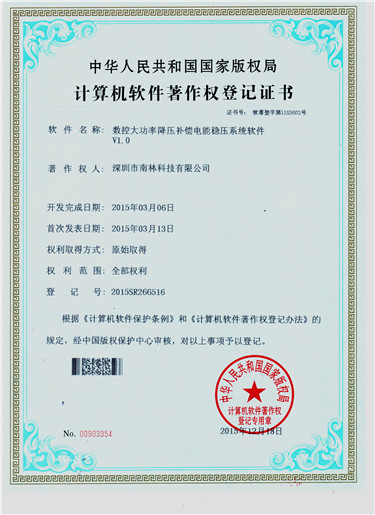 中华人民共和国国家版权局
计算机软件著作权登记证书
证书号： 软著登字第1153601号
软 件 名 称： 数控大功率降压补偿电能稳压系统软件
V1.0
著 作 权 人： 深圳市南林科技有限公司
开发完成日期： 2015年03月06日
首次发表日期： 2015年03月13日
权利取得方式： 原始取得
权 利 范 围： 全部权利
登 记 号： 2015SR266516
根据《计算机软件保护条例》和《计算机软件著作权登记办法》的
规定，经中国版权保护中心审核，对以上事项予以登记。
中华人民共和国国家版权局
计算机软件著作权
登记专用章
No. 00903354
2015年12月18日